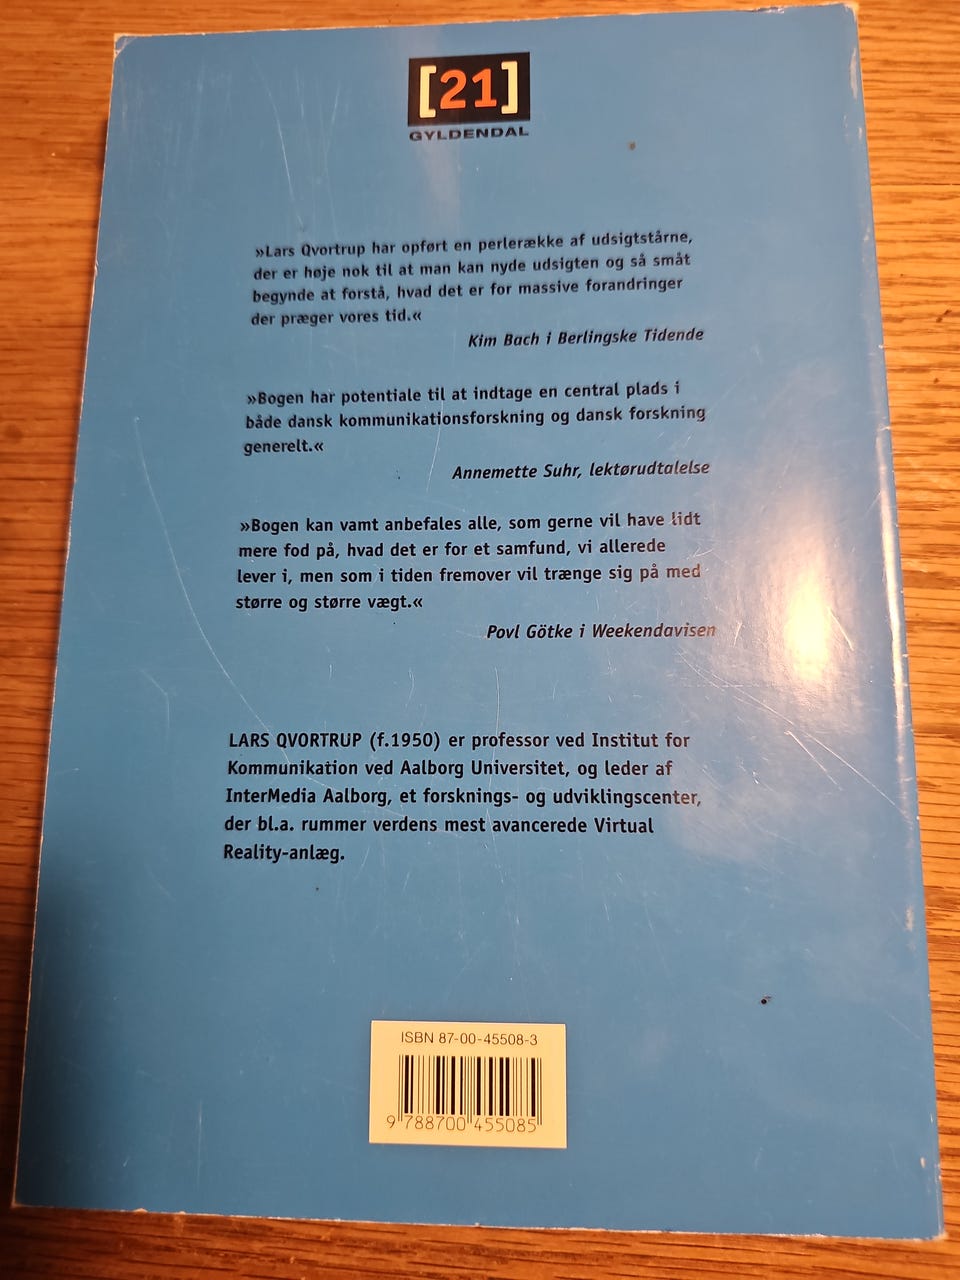 [21]
GYLDENDAL
»Lars Qvortrup har opført en perlerække af udsigtstårne,
der er høje nok til at man kan nyde udsigten og så småt
begynde at forstå, hvad det er for massive forandringer
der præger vores tid.«
Kim Bach i Berlingske Tidende
»Bogen har potentiale til at indtage en central plads i
både dansk kommunikationsforskning og dansk forskning
generelt.«
Annemette Suhr, lektørudtalelse
»Bogen kan vamt anbefales alle, som gerne vil have lidt
mere fod på, hvad det er for et samfund, vi allerede
lever i, men som i tiden fremover vil trænge sig på med
større og større vægt.«
Povl Götke i Weekendavisen
LARS QVORTRUP (f.1950) er professor ved Institut for
Kommunikation ved Aalborg Universitet, og leder af
InterMedia Aalborg, et forsknings- og udviklingscenter,
der bl.a. rummer verdens mest avancerede Virtual
Reality-anlæg.
ISBN 87-00-45508-3
9 788700 455085